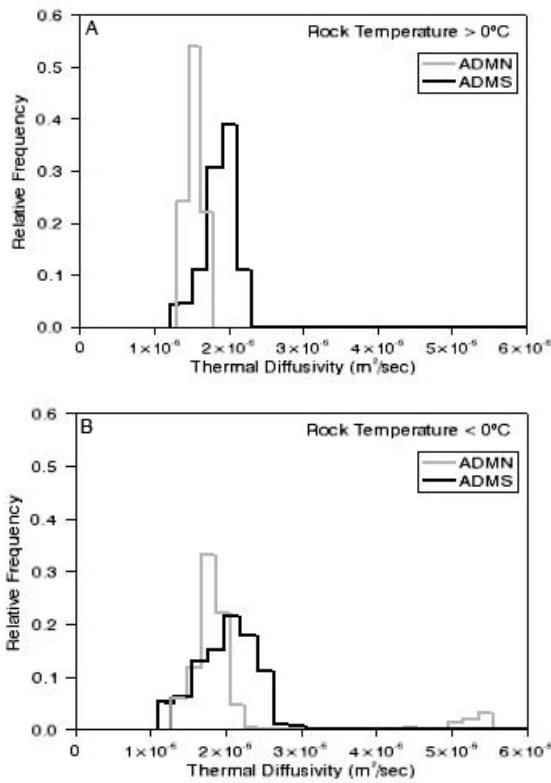 A
Rock Temperature > 0°C
ADMN
ADMS
Relative Frequency
0.6
0.5
0.4
0.3
0.2
0.1
0.0
0 1×10⁻⁶ 2×10⁻⁶ 3×10⁻⁶ 4×10⁻⁶ 5×10⁻⁶ 6×10⁻⁶
Thermal Diffusivity (m²/sec)
B
Rock Temperature < 0°C
ADMN
ADMS
Relative Frequency
0.6
0.5
0.4
0.3
0.2
0.1
0.0
0 1×10⁻⁶ 2×10⁻⁶ 3×10⁻⁶ 4×10⁻⁶ 5×10⁻⁶ 6×10⁻⁶
Thermal Diffusivity (m²/sec)